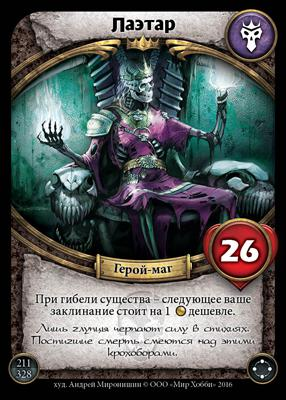 Лаэтар
26
Герой-маг
При гибели существа – следующее ваше
заклинание стоит на 1 дешевле.
Лишь глупцы черпают силу в стихиях.
Постигшие смерть смеются над этими
крохоборами.
211
328
худ. Андрей Миронишин © ООО «Мир Хобби» 2016